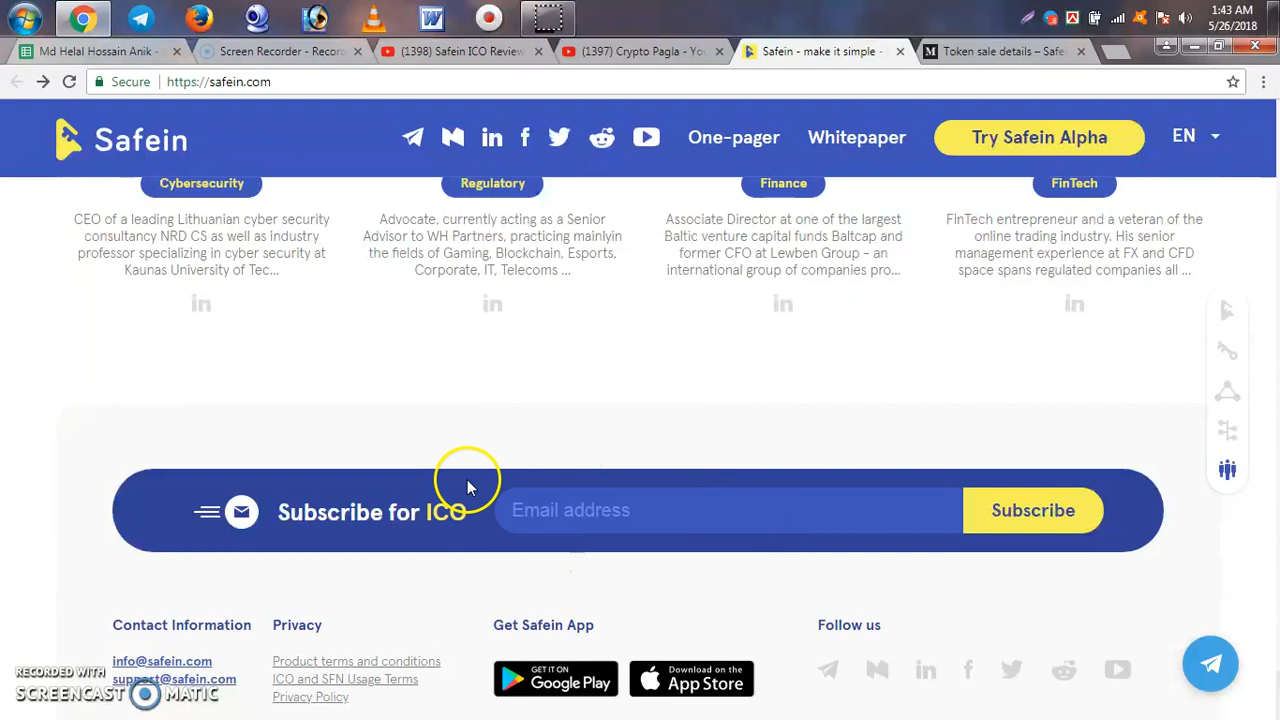 1:43 AM
5/26/2018
Md Helal Hossain Anik -
Screen Recorder - Recor
(1398) Safein ICO Review
(1397) Crypto Pagla - Yo
Safein - make it simple -
Token sale details – Safe
Secure
https://safein.com
Safein
One-pager
Whitepaper
Try Safein Alpha
EN
Cybersecurity
Regulatory
Finance
FinTech
CEO of a leading Lithuanian cyber security
consultancy NRD CS as well as industry
professor specializing in cyber security at
Kaunas University of Tec...
Advocate, currently acting as a Senior
Advisor to WH Partners, practicing mainlyin
the fields of Gaming, Blockchain, Esports,
Corporate, IT, Telecoms ...
Associate Director at one of the largest
Baltic venture capital funds Baltcap and
former CFO at Lewben Group – an
international group of companies pro...
FinTech entrepreneur and a veteran of the
online trading industry. His senior
management experience at FX and CFD
space spans regulated companies all ...
Subscribe for ICO
Email address
Subscribe
Contact Information
info@safein.com
support@safein.com
Privacy
Product terms and conditions
ICO and SFN Usage Terms
Privacy Policy
Get Safein App
GET IT ON
Google Play
Download on the
App Store
Follow us
RECORDED WITH
SCREENCAST MATIC